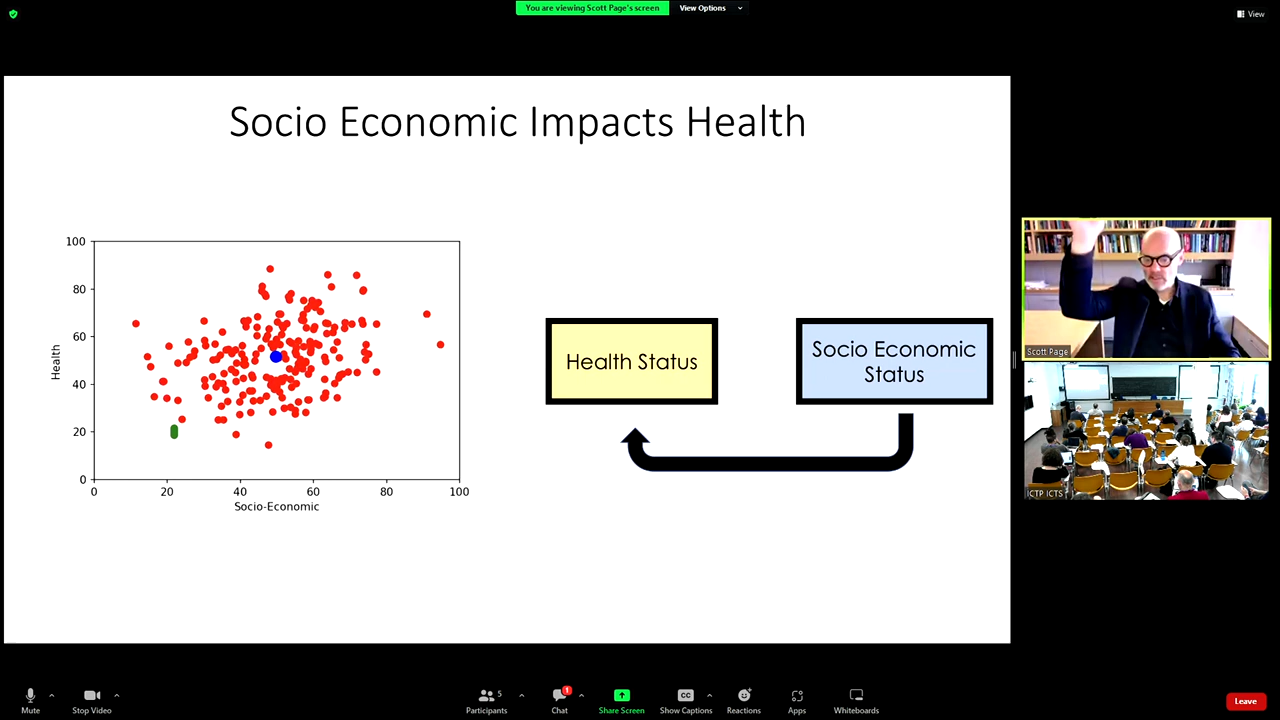 You are viewing Scott Page's screen
View Options
View
Socio Economic Impacts Health
100
80
60
40
20
0
Health
0 20 40 60 80 100
Socio-Economic
Health Status
Socio Economic
Status
Scott Page
ICTP ICTS
Mute
Stop Video
5
Participants
1
Chat
Share Screen
CC
Show Captions
Reactions
Apps
Whiteboards
Leave